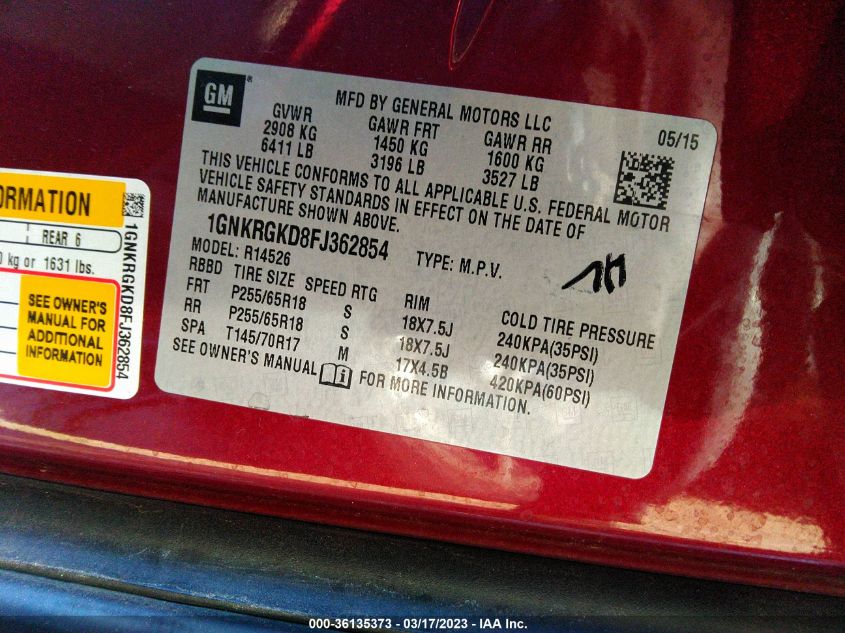 GM
MFD BY GENERAL MOTORS LLC
05/15
GVWR GAWR FRT GAWR RR
2908 KG 1450 KG 1600 KG
6411 LB 3196 LB 3527 LB
THIS VEHICLE CONFORMS TO ALL APPLICABLE U.S. FEDERAL MOTOR
VEHICLE SAFETY STANDARDS IN EFFECT ON THE DATE OF
MANUFACTURE SHOWN ABOVE.
1GNKRGKD8FJ362854 TYPE: M.P.V.
MODEL: R14526
RBBD TIRE SIZE SPEED RTG RIM COLD TIRE PRESSURE
FRT P255/65R18 S 18X7.5J 240KPA(35PSI)
RR P255/65R18 S 18X7.5J 240KPA(35PSI)
SPA T145/70R17 M 17X4.5B 420KPA(60PSI)
SEE OWNER'S MANUAL FOR MORE INFORMATION.
ORMATION
REAR 6
0 kg or 1631 lbs.
SEE OWNER'S
MANUAL FOR
ADDITIONAL
INFORMATION
1GNKRGKD8FJ362854
000-36135373 — 03/17/2023 - IAA Inc.